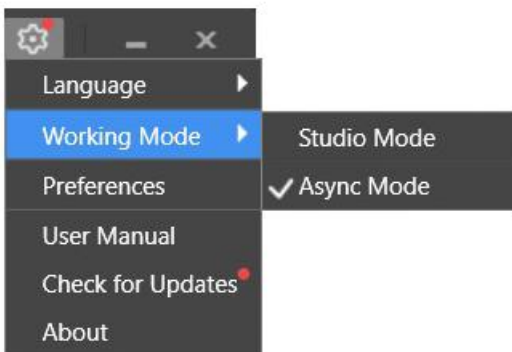 Language
Working Mode
Studio Mode
Preferences
Async Mode
User Manual
Check for Updates
About